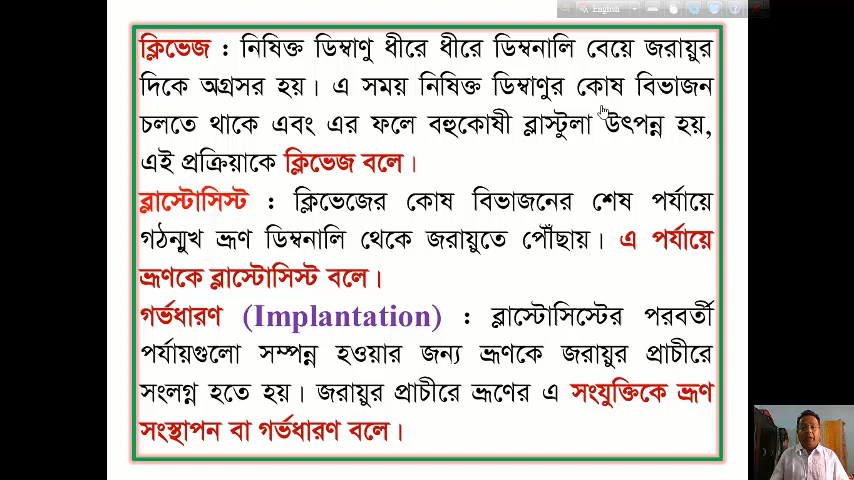 English
ক্লিভেজ : নিষিক্ত ডিম্বাণু ধীরে ধীরে ডিম্বনালি বেয়ে জরায়ুর
দিকে অগ্রসর হয়। এ সময় নিষিক্ত ডিম্বাণুর কোষ বিভাজন
চলতে থাকে এবং এর ফলে বহুকোষী ব্লাস্টুলা উৎপন্ন হয়,
এই প্রক্রিয়াকে ক্লিভেজ বলে।
ব্লাস্টোসিস্ট : ক্লিভেজের কোষ বিভাজনের শেষ পর্যায়ে
গঠন্মুখ ভ্রূণ ডিম্বনালি থেকে জরায়ুতে পৌঁছায়। এ পর্যায়ে
ভ্রূণকে ব্লাস্টোসিস্ট বলে।
গর্ভধারণ (Implantation) : ব্লাস্টোসিস্টের পরবর্তী
পর্যায়গুলো সম্পন্ন হওয়ার জন্য ভ্রূণকে জরায়ুর প্রাচীরে
সংলগ্ন হতে হয়। জরায়ুর প্রাচীরে ভ্রূণের এ সংযুক্তিকে ভ্রূণ
সংস্থাপন বা গর্ভধারণ বলে।